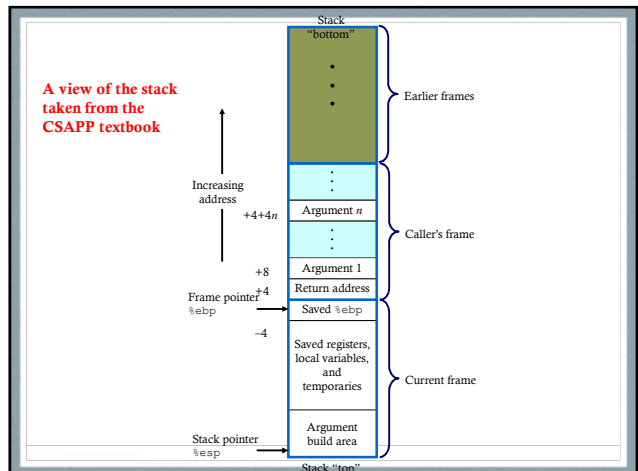 Stack
"bottom"
A view of the stack
taken from the
CSAPP textbook
Earlier frames
Increasing
address
+4+4n
Argument n
Caller's frame
+8
Argument 1
+4
Return address
Frame pointer
%ebp
Saved %ebp
–4
Saved registers,
local variables,
and
temporaries
Current frame
Argument
build area
Stack pointer
%esp
Stack "top"